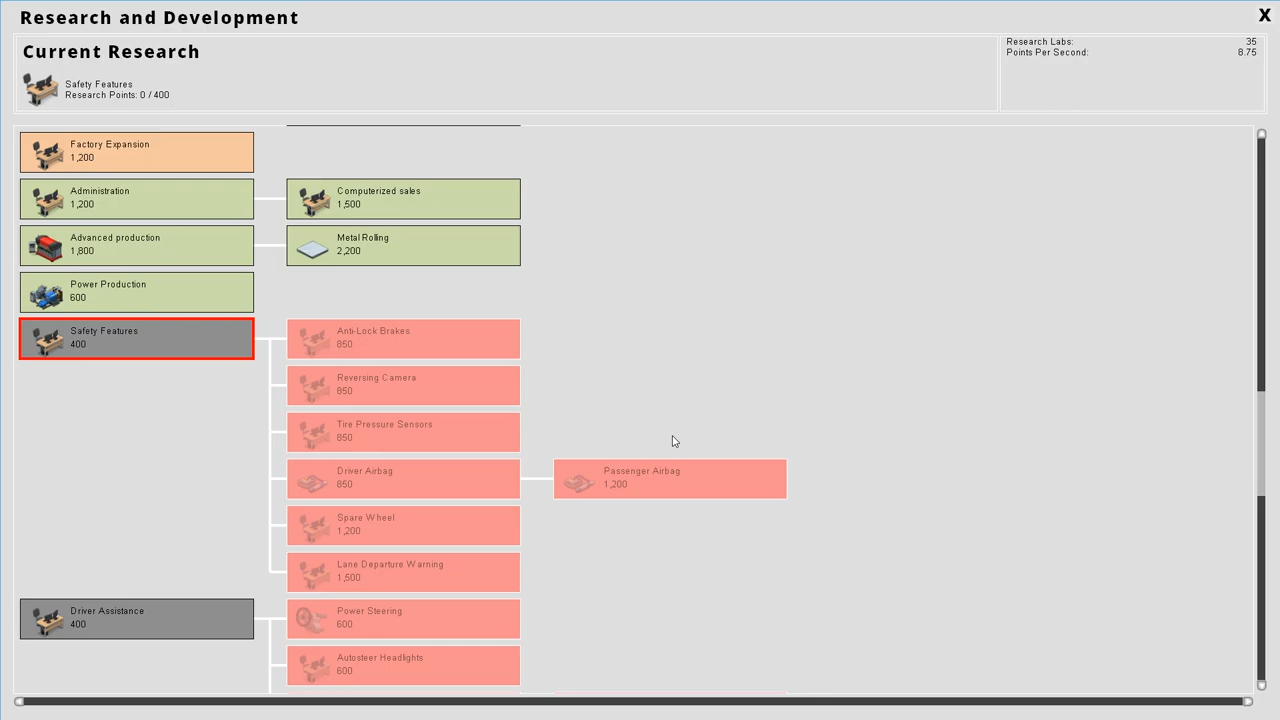 Research and Development
X
Current Research
Safety Features
Research Points: 0 / 400
Research Labs: 35
Points Per Second: 8.75
Factory Expansion
1,200
Administration
1,200
Computerized sales
1,500
Advanced production
1,800
Metal Rolling
2,200
Power Production
600
Safety Features
400
Anti-Lock Brakes
850
Reversing Camera
850
Tire Pressure Sensors
850
Driver Airbag
850
Passenger Airbag
1,200
Spare Wheel
1,200
Lane Departure Warning
1,500
Driver Assistance
400
Power Steering
600
Autosteer Headlights
600